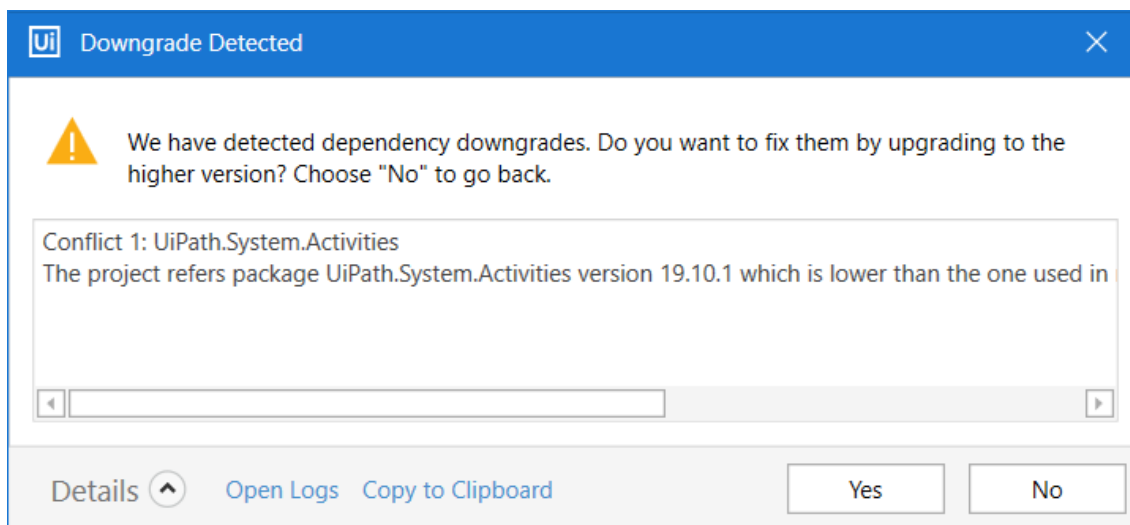 Ui Downgrade Detected
We have detected dependency downgrades. Do you want to fix them by upgrading to the
higher version? Choose "No" to go back.
Conflict 1: UiPath.System.Activities
The project refers package UiPath.System.Activities version 19.10.1 which is lower than the one used in
Details Open Logs Copy to Clipboard Yes No